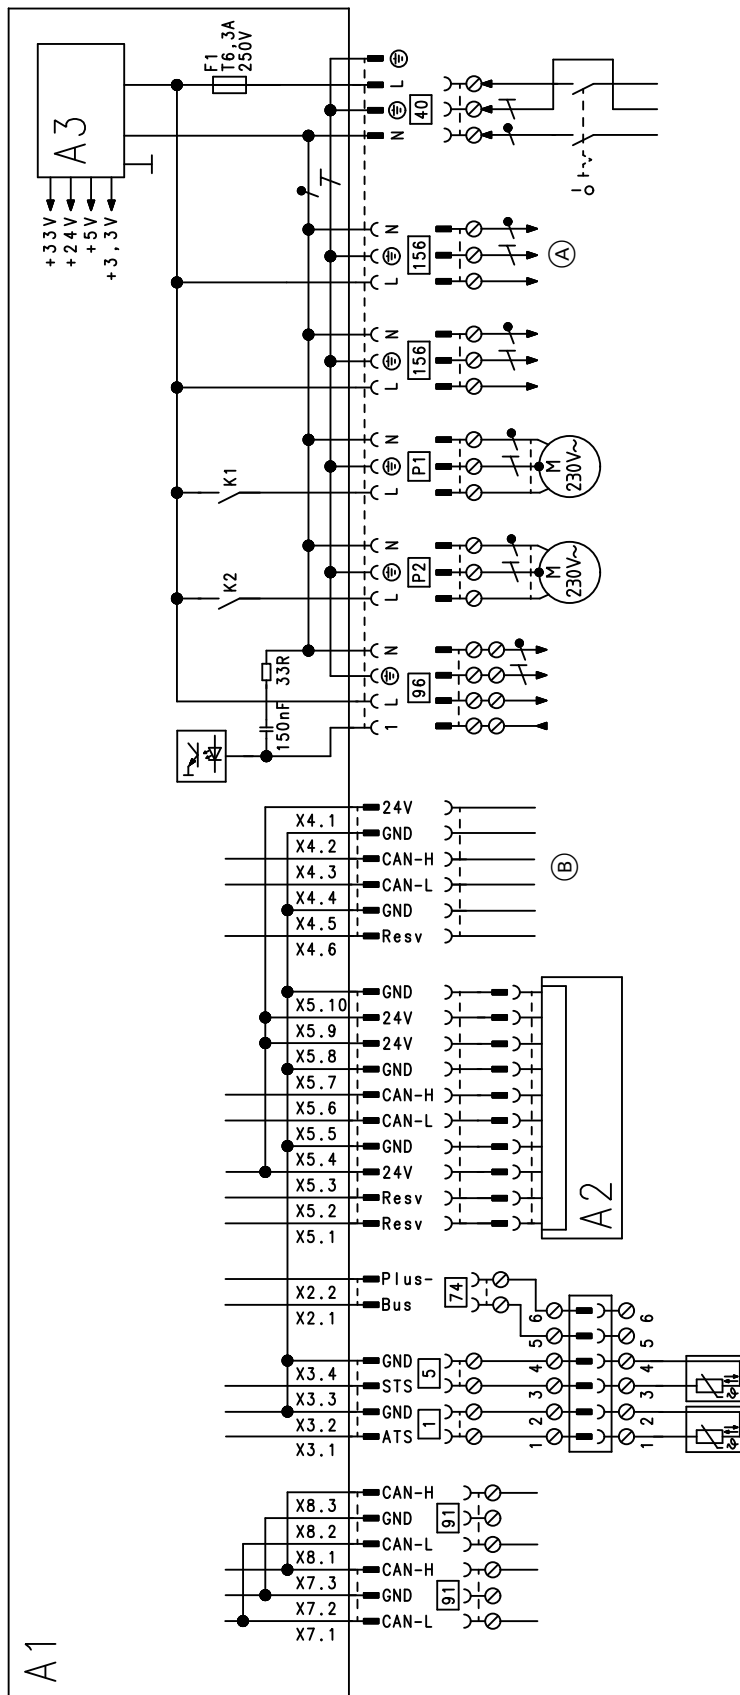 A3
+33V
+24V
+5V
+3,3V
F1
T6,3A
250V
L
N
40
N
L
156
A
N
L
156
K1
N
L
P1
M
230V~
K2
N
L
P2
M
230V~
33R
150nF
N
L
1
96
X4.1 24V
X4.2 GND
X4.3 CAN-H
X4.4 CAN-L
X4.5 GND
X4.6 Resv
B
X5.10 GND
X5.9 24V
X5.8 24V
X5.7 GND
X5.6 CAN-H
X5.5 CAN-L
X5.4 GND
X5.3 24V
X5.2 Resv
X5.1 Resv
A2
X2.2 Plus-
X2.1 Bus
74
X3.4 GND
X3.3 STS
5
X3.2 GND
X3.1 ATS
1
6 6
5 5
4 4
3 3
2 2
1 1
X8.3 CAN-H
X8.2 GND
X8.1 CAN-L
91
X7.3 CAN-H
X7.2 GND
X7.1 CAN-L
91
A1